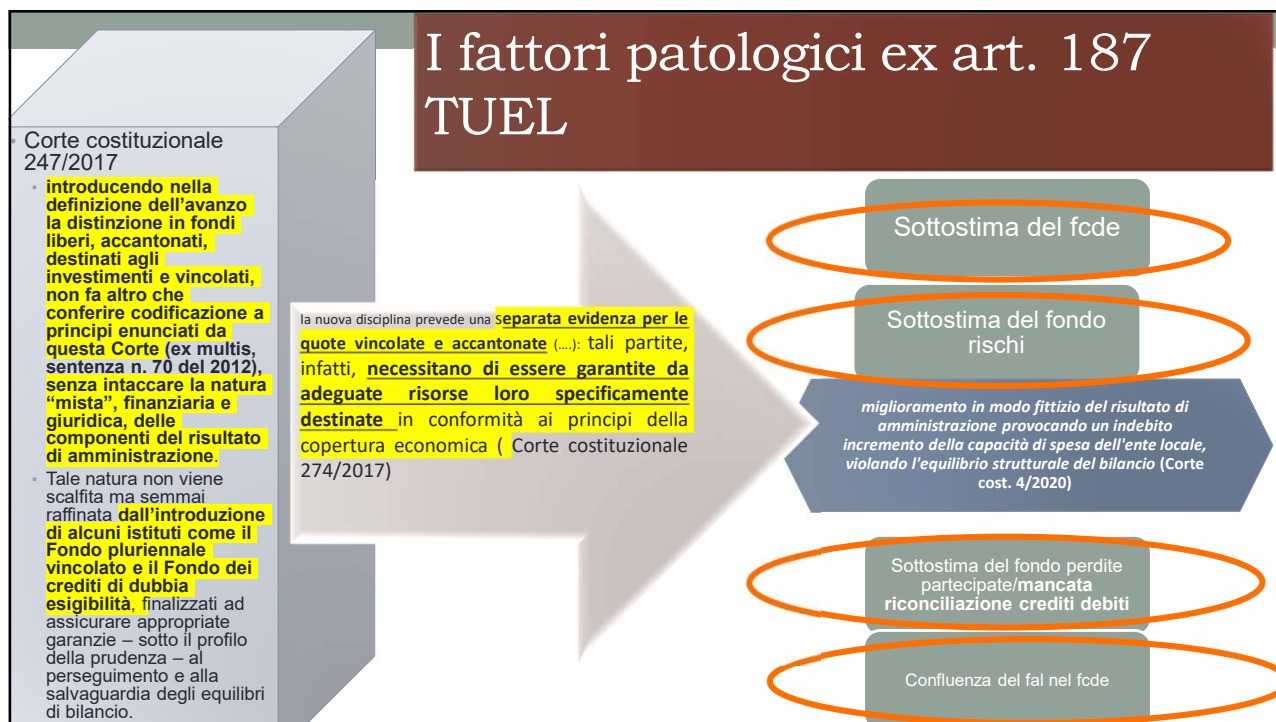 I fattori patologici ex art. 187
TUEL
• Corte costituzionale
247/2017
• introducendo nella
definizione dell'avanzo
la distinzione in fondi
liberi, accantonati,
destinati agli
investimenti e vincolati,
non fa altro che
conferire codificazione a
principi enunciati da
questa Corte (ex multis,
sentenza n. 70 del 2012),
senza intaccare la natura
“mista”, finanziaria e
giuridica, delle
componenti del risultato
di amministrazione.
• Tale natura non viene
scalfita ma semmai
raffinata dall'introduzione
di alcuni istituti come il
Fondo pluriennale
vincolato e il Fondo dei
crediti di dubbia
esigibilità, finalizzati ad
assicurare appropriate
garanzie – sotto il profilo
della prudenza – al
perseguimento e alla
salvaguardia degli equilibri
di bilancio.
la nuova disciplina prevede una separata evidenza per le
quote vincolate e accantonate (....): tali partite,
infatti, necessitano di essere garantite da
adeguate risorse loro specificamente
destinate in conformità ai principi della
copertura economica ( Corte costituzionale
274/2017)
Sottostima del fcde
Sottostima del fondo
rischi
miglioramento in modo fittizio del risultato di
amministrazione provocando un indebito
incremento della capacità di spesa dell'ente locale,
violando l'equilibrio strutturale del bilancio (Corte
cost. 4/2020)
Sottostima del fondo perdite
partecipate/mancata
riconciliazione crediti debiti
Confluenza del fal nel fcde